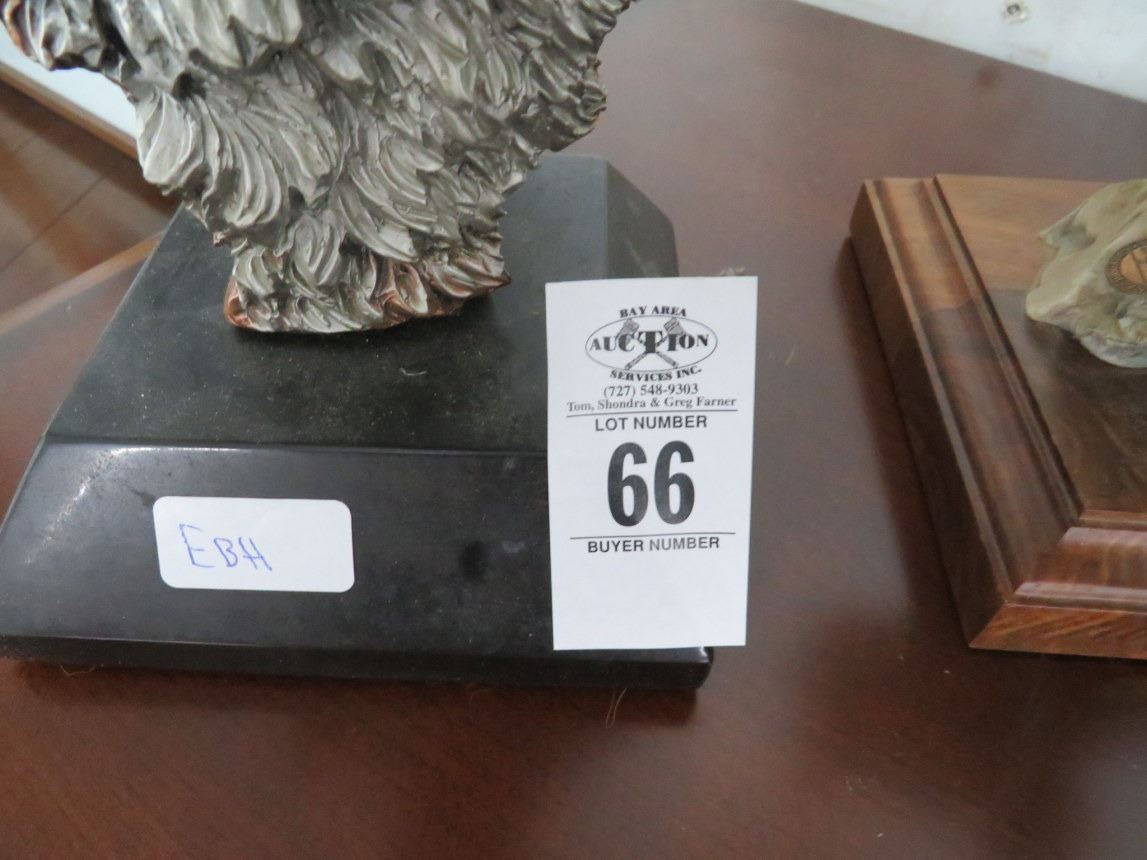 BAY AREA
AUCTION
SERVICES INC.
(727) 548-9303
Tom, Shondra & Greg Farner
LOT NUMBER
66
BUYER NUMBER
EBH